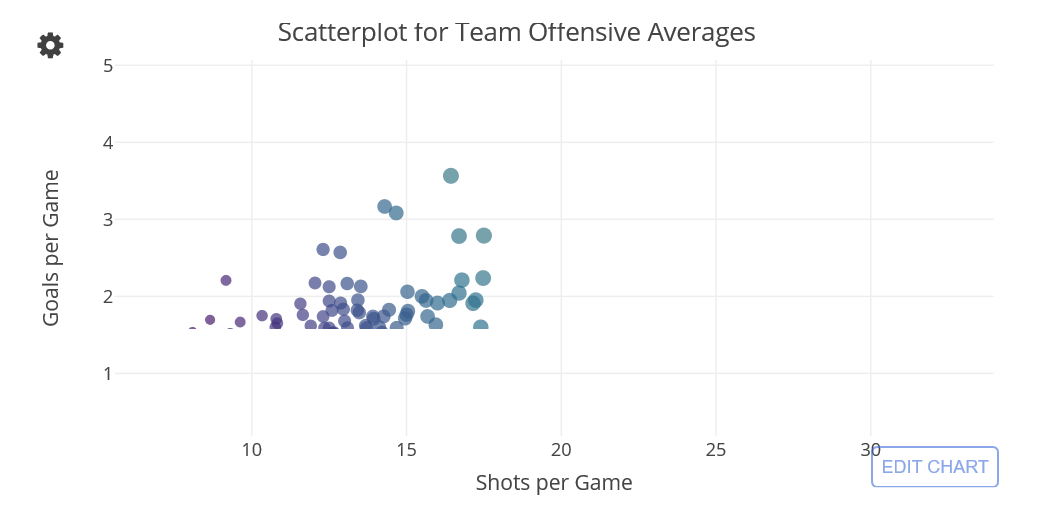 Scatterplot for Team Offensive Averages
5
4
3
2
1
Goals per Game
10 15 20 25 30
EDIT CHART
Shots per Game